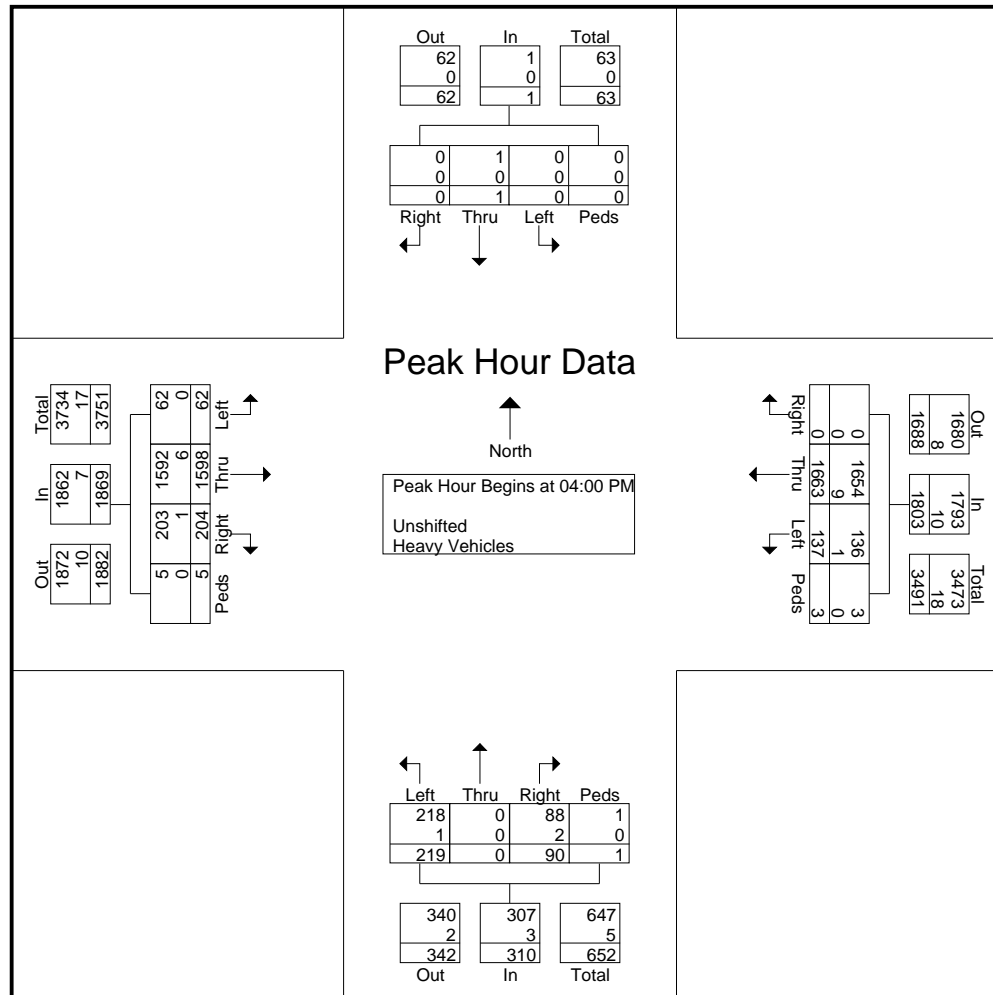 Out In Total
62 1 63
0 0 0
62 1 63
0 1 0 0
0 0 0 0
0 1 0 0
Right Thru Left Peds
Peak Hour Data
North
Peak Hour Begins at 04:00 PM
Unshifted
Heavy Vehicles
Total
3734
17
3751
In
1862
7
1869
Out
1872
10
1882
62
0
62
Left
1592
6
1598
Thru
203
1
204
Right
5
0
5
Peds
Right
0
0
0
Thru
1663
9
1654
Left
137
1
136
Peds
3
0
3
Out
1680
8
1688
In
1793
10
1803
Total
3473
18
3491
Left Thru Right Peds
218 0 88 1
1 0 2 0
219 0 90 1
340 307 647
2 3 5
342 310 652
Out In Total